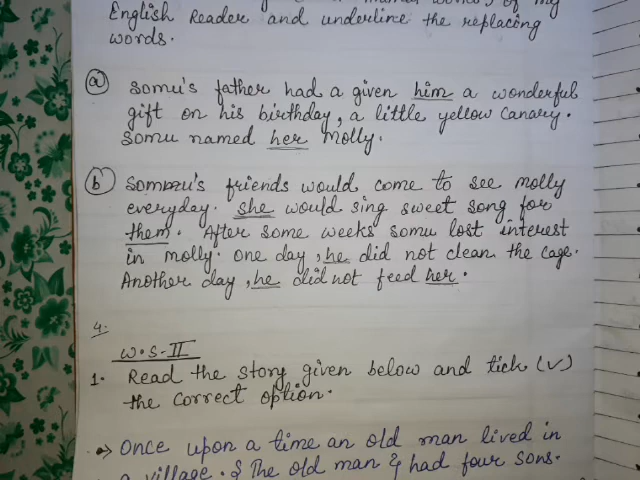 English Reader and underline the replacing
words.
(a) Somu's father had a given him a wonderful
gift on his birthday, a little yellow Canary.
Somu named her Molly.
(b) Somu's friends would come to see molly
everyday. she would sing sweet song for
them. After some weeks somu lost interest
in molly. one day, he did not clean the cage.
Another day, he did not feed her.
4.
W.S-II
1. Read the story given below and tick (√)
the correct option.
→ Once upon a time an old man lived in
a village. & The old man & had four sons.